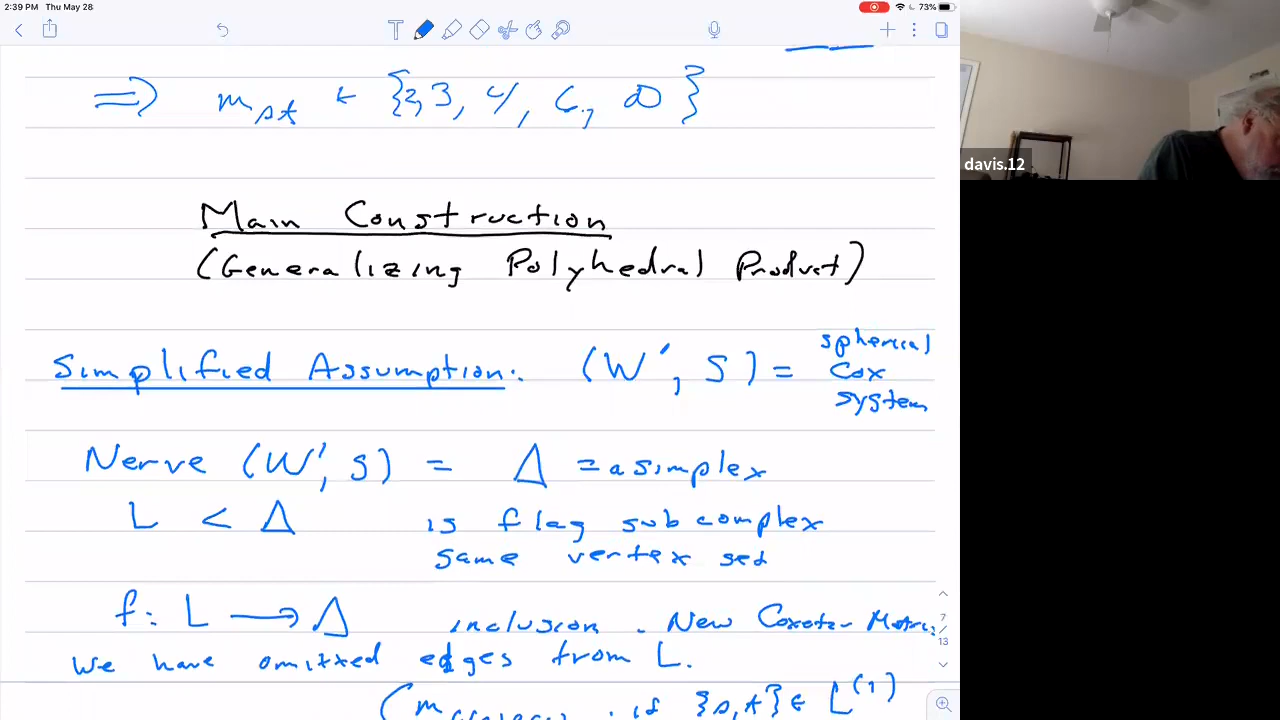 2:39 PM Thu May 28
73%
⇒ m_st ∈ {2, 3, 4, 6, ∞}
Main Construction
(Generalizing Polyhedral Product)
Simplified Assumption: (W', S) = spherical Cox system
Nerve (W', S) = Δ = a simplex
L < Δ is flag subcomplex
same vertex set
f: L → Δ inclusion. New Coxeter Matrix
We have omitted edges from L.
if {s,t} ∈ L^(1)
7
13
davis.12